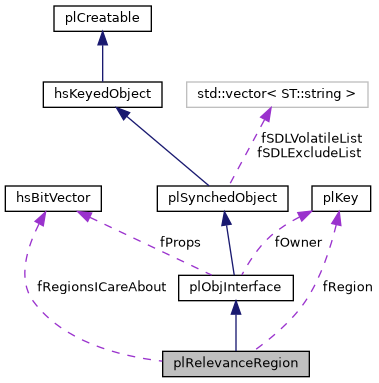 plCreatable
hsKeyedObject
std::vector< ST::string >
fSDLVolatileList
fSDLExcludeList
hsBitVector
plSynchedObject
plKey
fProps
fOwner
fRegionsICareAbout
plObjInterface
fRegion
plRelevanceRegion